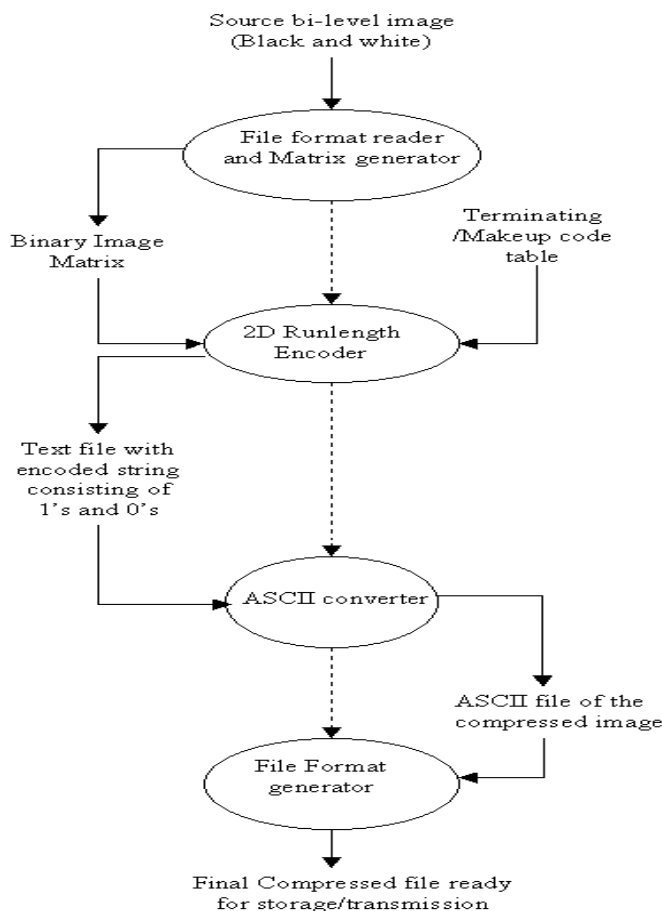 Source bi-level image
(Black and white)
File format reader
and Matrix generator
Binary Image
Matrix
Terminating
/Makeup code
table
2D Runlength
Encoder
Text file with
encoded string
consisting of
1's and 0's
ASCII converter
ASCII file of the
compressed image
File Format
generator
Final Compressed file ready
for storage/transmission